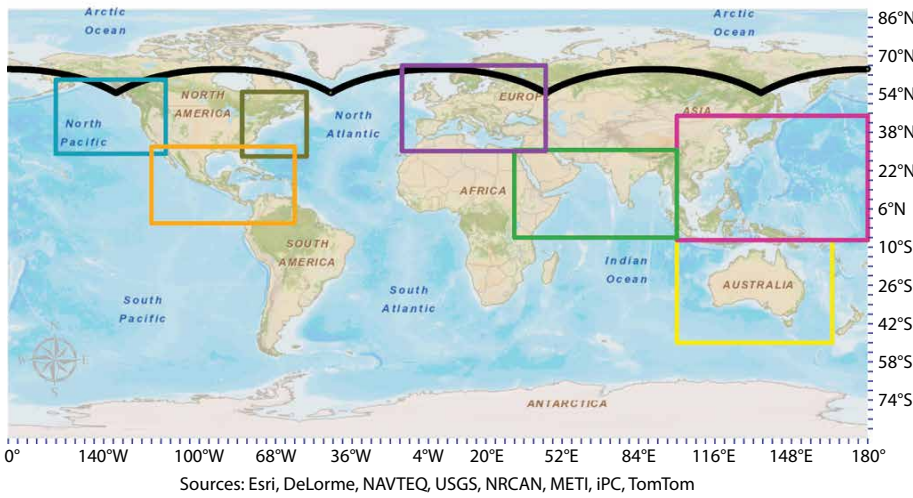 Arctic
Ocean
Arctic
Ocean
86°N
70°N
54°N
38°N
22°N
6°N
10°S
26°S
42°S
58°S
74°S
NORTH
AMERICA
EUROP
ASIA
North
Pacific
North
Atlantic
AFRICA
SOUTH
AMERICA
Indian
Ocean
AUSTRALIA
South
Pacific
South
Atlantic
N
W E
S
ANTARCTICA
0° 140°W 100°W 68°W 36°W 4°W 20°E 52°E 84°E 116°E 148°E 180°
Sources: Esri, DeLorme, NAVTEQ, USGS, NRCAN, METI, iPC, TomTom